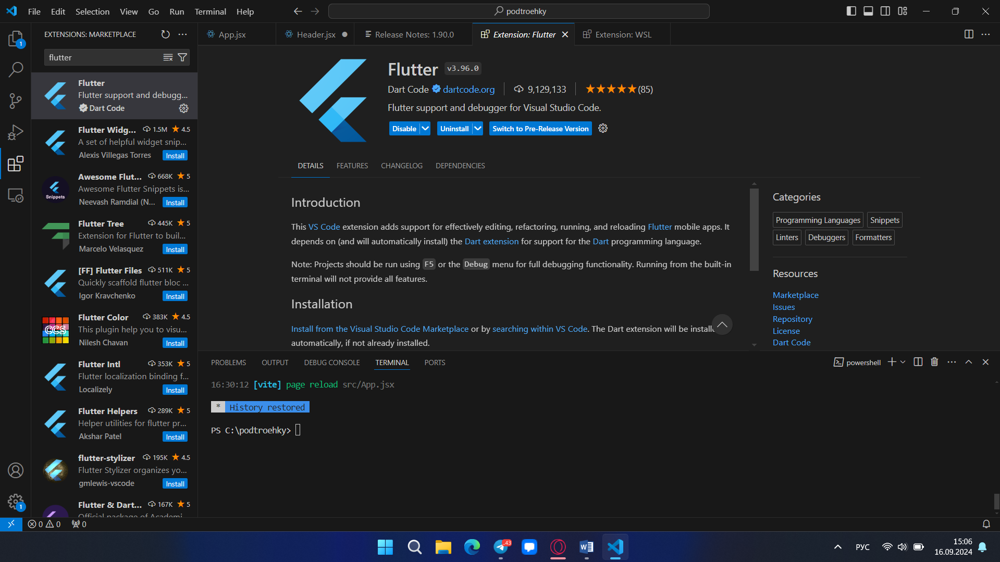 File Edit Selection View Go Run Terminal Help
podtroehky
EXTENSIONS: MARKETPLACE
App.jsx
Header.jsx
Release Notes: 1.90.0
Extension: Flutter
Extension: WSL
1
flutter
Flutter
Flutter support and debugg...
Dart Code
Flutter Widg... 1.5M 4.5
A set of helpful widget snip...
Alexis Villegas Torres Install
Snippets
Awesome Flut... 668K 5
Awesome Flutter Snippets is...
Neevash Ramdial (N... Install
Flutter Tree 445K 5
Extension for Flutter to buil...
Marcelo Velasquez Install
[FF] Flutter Files 511K 5
Quickly scaffold flutter bloc ...
Igor Kravchenko Install
CCS
Flutter Color 383K 4.5
This plugin help you to visu...
Nilesh Chavan Install
Flutter Intl 353K 5
Flutter localization binding f...
Localizely Install
Flutter Helpers 289K 5
Helper utilities for flutter pr...
Akshar Patel Install
flutter-stylizer 195K 4.5
Flutter Stylizer organizes yo...
gmlewis-vscode Install
Flutter & Dart... 167K 5
Official package of Academi...
1
Flutter v3.96.0
Dart Code dartcode.org 9,129,133 (85)
Flutter support and debugger for Visual Studio Code.
Disable Uninstall Switch to Pre-Release Version
DETAILS FEATURES CHANGELOG DEPENDENCIES
Introduction
This VS Code extension adds support for effectively editing, refactoring, running, and reloading Flutter mobile apps. It
depends on (and will automatically install) the Dart extension for support for the Dart programming language.
Note: Projects should be run using F5 or the Debug menu for full debugging functionality. Running from the built-in
terminal will not provide all features.
Installation
Install from the Visual Studio Code Marketplace or by searching within VS Code. The Dart extension will be installe
automatically, if not already installed.
Categories
Programming Languages Snippets
Linters Debuggers Formatters
Resources
Marketplace
Issues
Repository
License
Dart Code
PROBLEMS OUTPUT DEBUG CONSOLE TERMINAL PORTS
powershell
16:30:12 [vite] page reload src/App.jsx
* History restored
PS C:\podtroehky>
0 0 0
..43
W
РУС
15:06
16.09.2024